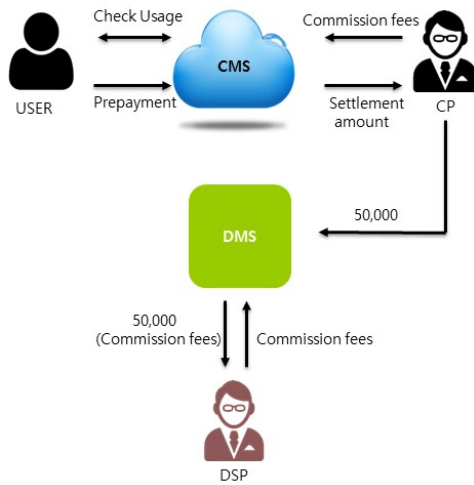 Check Usage
Commission fees
CMS
USER
Prepayment
Settlement
amount
CP
50,000
DMS
50,000
(Commission fees)
Commission fees
DSP